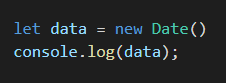 let data = new Date()
console.log(data);